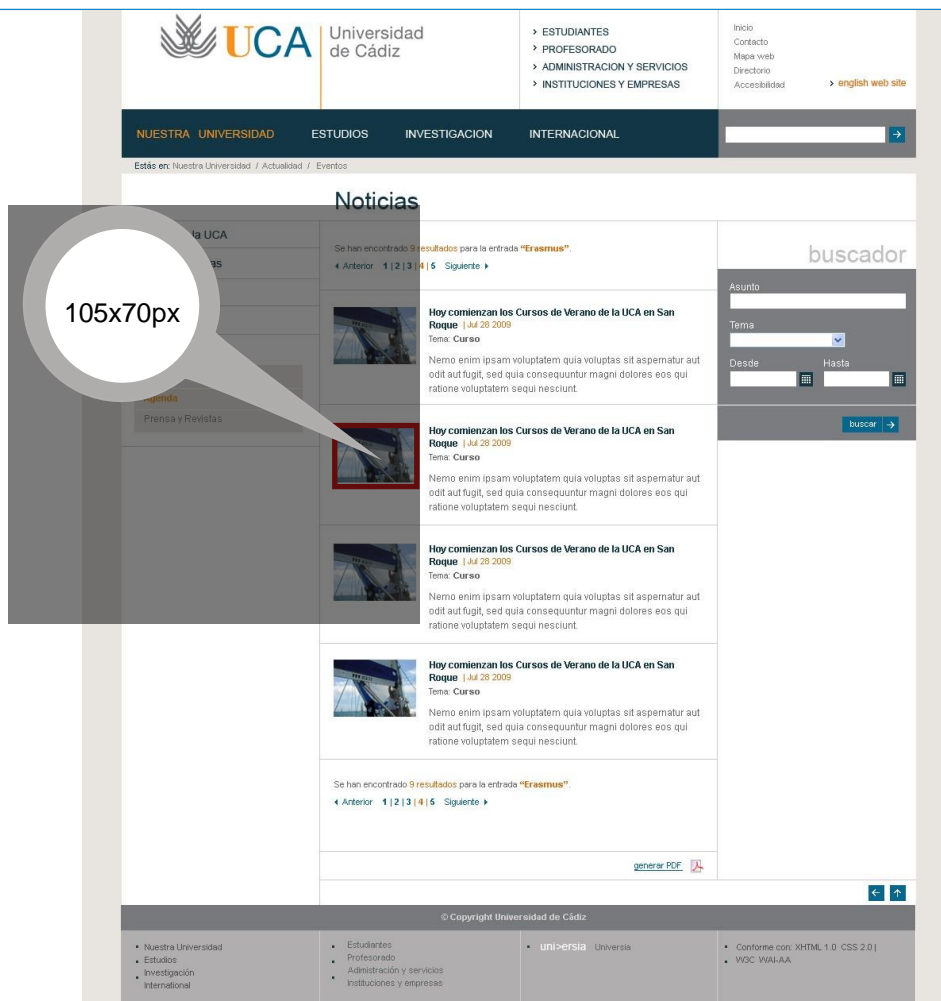 UCA
Universidad
de Cádiz
ESTUDIANTES
PROFESORADO
ADMINISTRACION Y SERVICIOS
INSTITUCIONES Y EMPRESAS
Inicio
Contacto
Mapa web
Directorio
Accesibilidad
english web site
NUESTRA UNIVERSIDAD ESTUDIOS INVESTIGACION INTERNACIONAL
Estás en: Nuestra Universidad / Actualidad / Eventos
Noticias
la UCA
105x70px
Agenda
Prensa y Revistas
Se han encontrado 9 resultados para la entrada “Erasmus”.
Anterior 1 | 2 | 3 | 4 | 5 Siguiente
Hoy comienzan los Cursos de Verano de la UCA en San
Roque | Jul 28 2009
Tema: Curso
Nemo enim ipsam voluptatem quia voluptas sit aspernatur aut
odit aut fugit, sed quia consequuntur magni dolores eos qui
ratione voluptatem sequi nesciunt.
Hoy comienzan los Cursos de Verano de la UCA en San
Roque | Jul 28 2009
Tema: Curso
Nemo enim ipsam voluptatem quia voluptas sit aspernatur aut
odit aut fugit, sed quia consequuntur magni dolores eos qui
ratione voluptatem sequi nesciunt.
Hoy comienzan los Cursos de Verano de la UCA en San
Roque | Jul 28 2009
Tema: Curso
Nemo enim ipsam voluptatem quia voluptas sit aspernatur aut
odit aut fugit, sed quia consequuntur magni dolores eos qui
ratione voluptatem sequi nesciunt.
Hoy comienzan los Cursos de Verano de la UCA en San
Roque | Jul 28 2009
Tema: Curso
Nemo enim ipsam voluptatem quia voluptas sit aspernatur aut
odit aut fugit, sed quia consequuntur magni dolores eos qui
ratione voluptatem sequi nesciunt.
Se han encontrado 9 resultados para la entrada “Erasmus”.
Anterior 1 | 2 | 3 | 4 | 5 Siguiente
generar PDF
buscador
Asunto
Tema
Desde Hasta
buscar
© Copyright Universidad de Cádiz
Nuestra Universidad
Estudios
Investigación
International
Estudiantes
Profesorado
Administración y servicios
Instituciones y empresas
uni>ersia Universia
Conforme con: XHTML 1.0 CSS 2.0 |
W3C WAI-AA